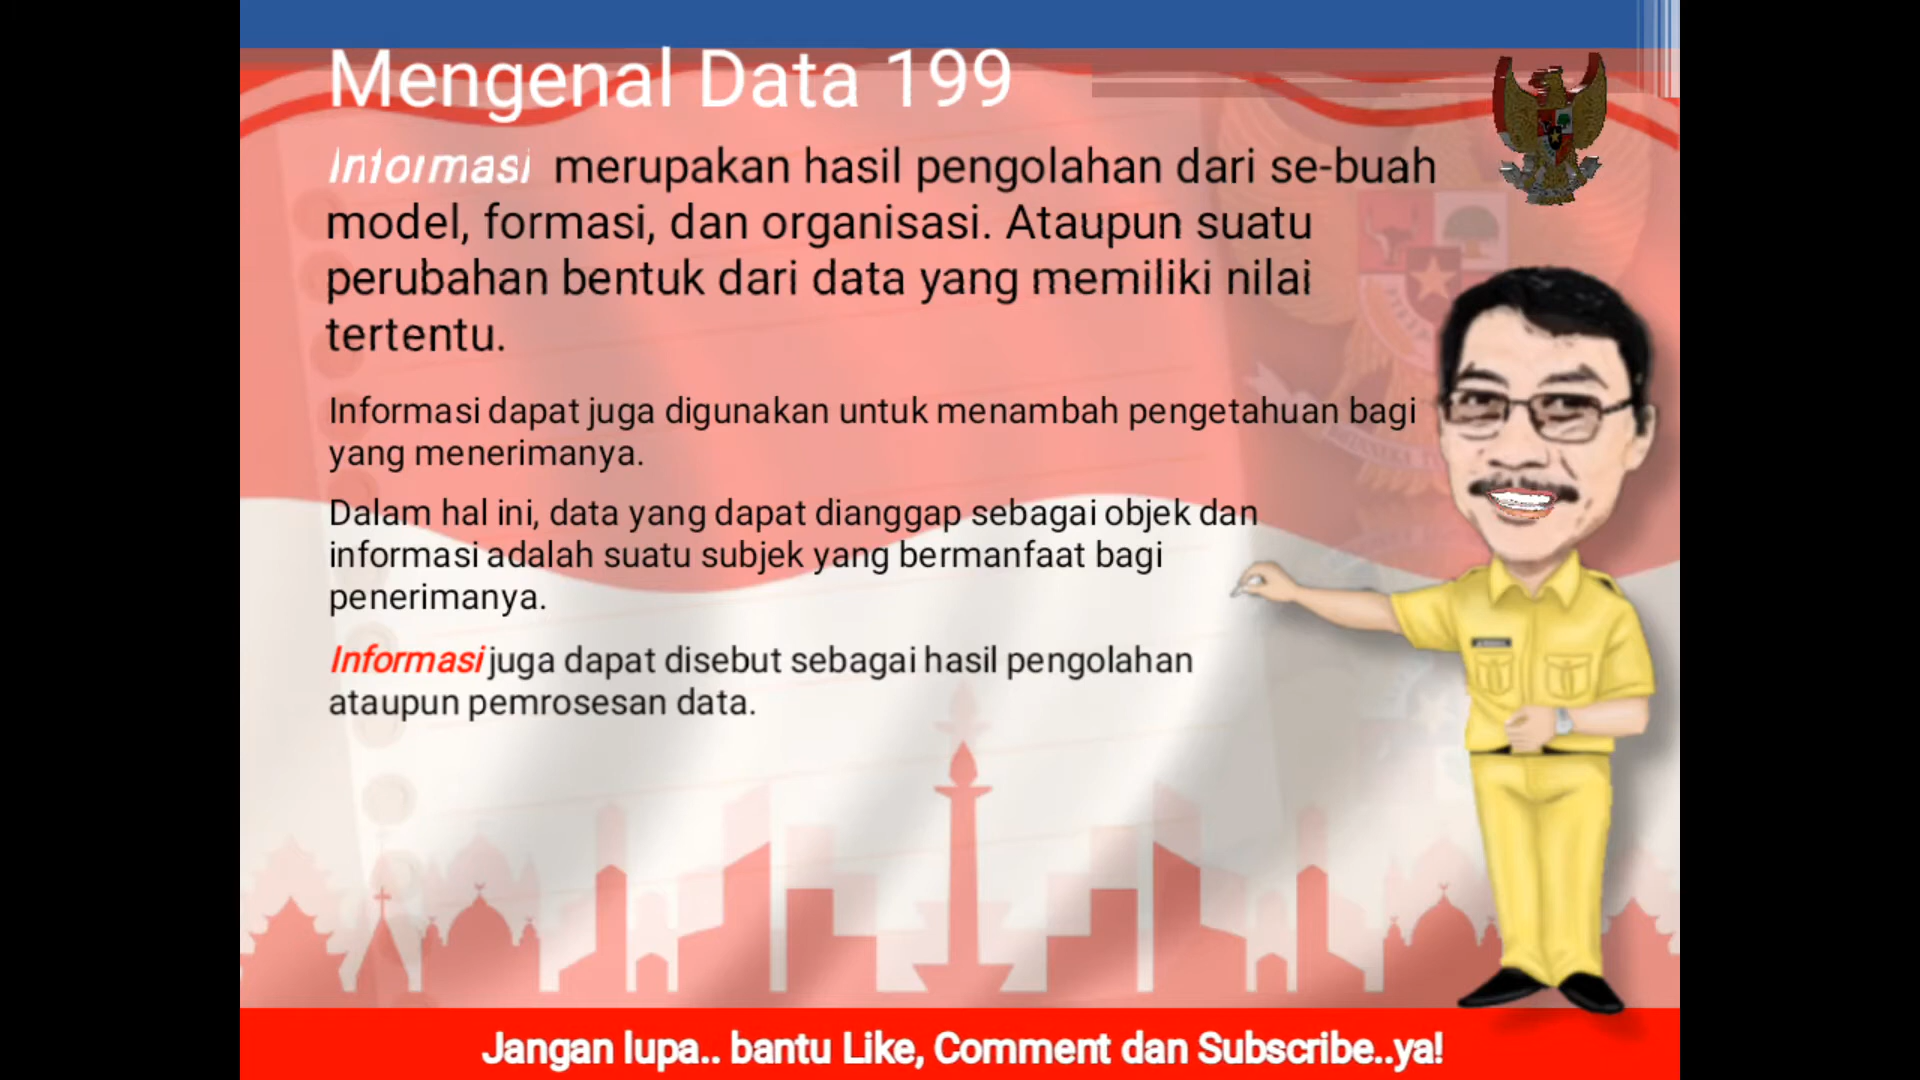 Mengenal Data 199
Informasi merupakan hasil pengolahan dari se-buah
model, formasi, dan organisasi. Ataupun suatu
perubahan bentuk dari data yang memiliki nilai
tertentu.
Informasi dapat juga digunakan untuk menambah pengetahuan bagi
yang menerimanya.
Dalam hal ini, data yang dapat dianggap sebagai objek dan
informasi adalah suatu subjek yang bermanfaat bagi
penerimanya.
Informasi juga dapat disebut sebagai hasil pengolahan
ataupun pemrosesan data.
Jangan lupa.. bantu Like, Comment dan Subscribe..ya!